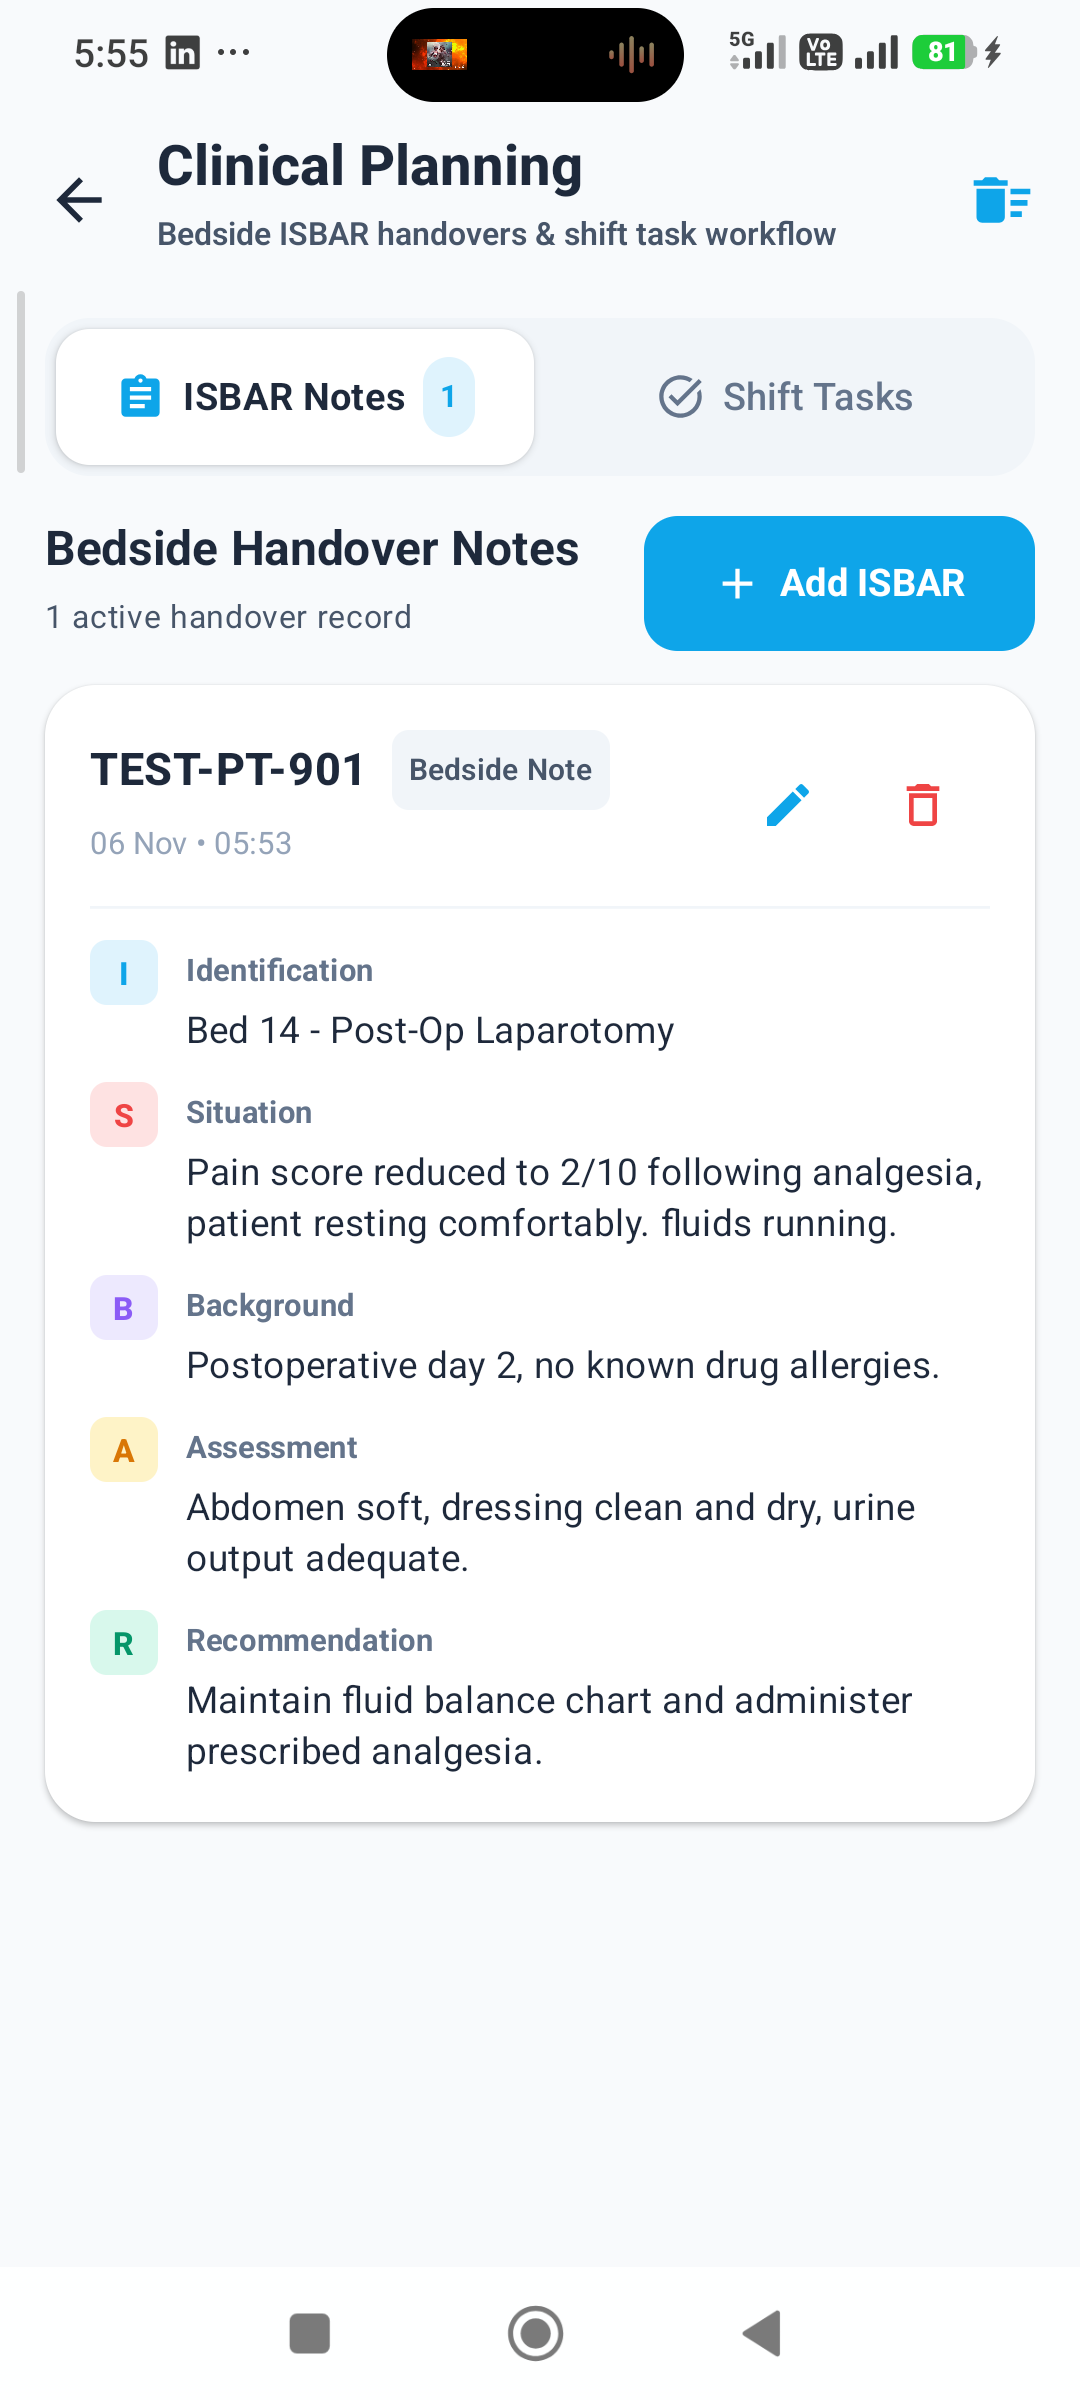 5:55
5G
Vo
LTE
81
Clinical Planning
Bedside ISBAR handovers & shift task workflow
ISBAR Notes 1
Shift Tasks
Bedside Handover Notes
1 active handover record
+ Add ISBAR
TEST-PT-901
Bedside Note
06 Nov • 05:53
I Identification
Bed 14 - Post-Op Laparotomy
S Situation
Pain score reduced to 2/10 following analgesia,
patient resting comfortably. fluids running.
B Background
Postoperative day 2, no known drug allergies.
A Assessment
Abdomen soft, dressing clean and dry, urine
output adequate.
R Recommendation
Maintain fluid balance chart and administer
prescribed analgesia.